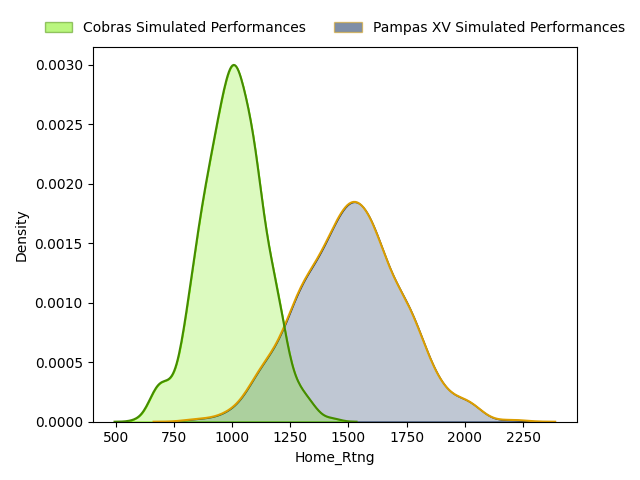 Cobras Simulated Performances Pampas XV Simulated Performances
0.0030
0.0025
0.0020
0.0015
0.0010
0.0005
0.0000
Density
500 750 1000 1250 1500 1750 2000 2250
Home_Rtng